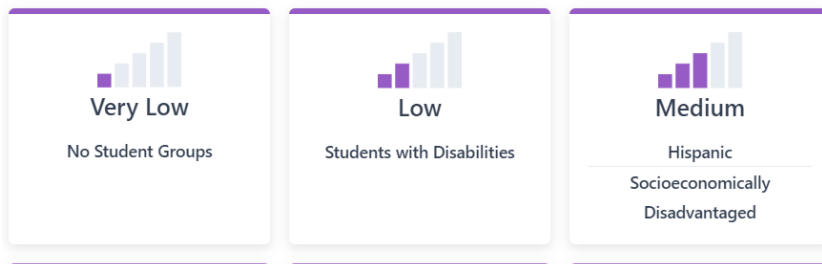 Very Low
No Student Groups
Low
Students with Disabilities
Medium
Hispanic
Socioeconomically
Disadvantaged